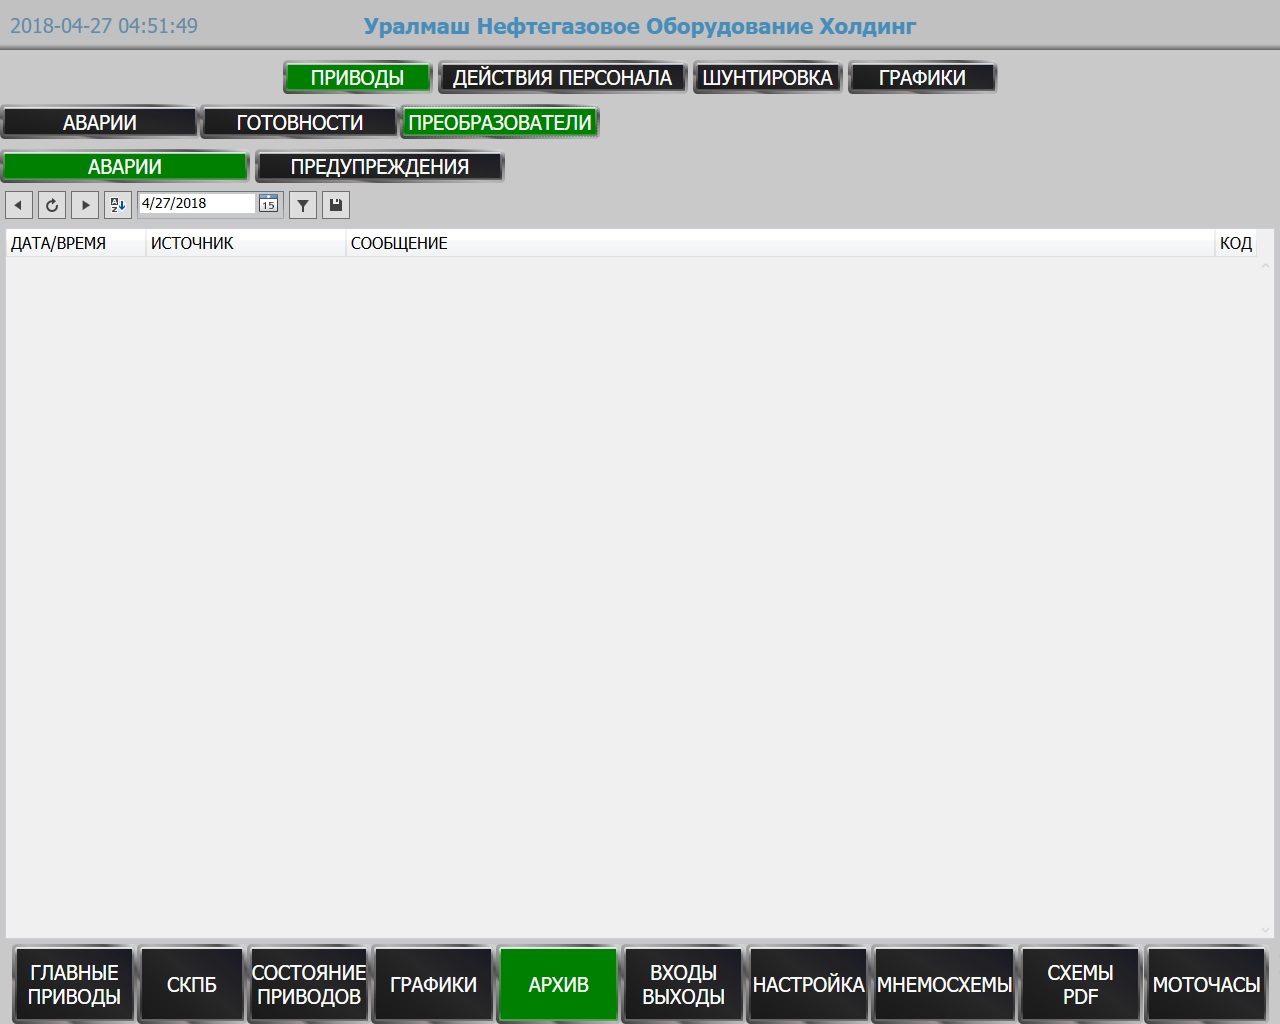 2018-04-27 04:51:49
Уралмаш Нефтегазовое Оборудование Холдинг
ПРИВОДЫ
ДЕЙСТВИЯ ПЕРСОНАЛА
ШУНТИРОВКА
ГРАФИКИ
АВАРИИ
ГОТОВНОСТИ
ПРЕОБРАЗОВАТЕЛИ
АВАРИИ
ПРЕДУПРЕЖДЕНИЯ
4/27/2018
15
ДАТА/ВРЕМЯ
ИСТОЧНИК
СООБЩЕНИЕ
КОД
ГЛАВНЫЕ
ПРИВОДЫ
СКПБ
СОСТОЯНИЕ
ПРИВОДОВ
ГРАФИКИ
АРХИВ
ВХОДЫ
ВЫХОДЫ
НАСТРОЙКА
МНЕМОСХЕМЫ
СХЕМЫ
PDF
МОТОЧАСЫ